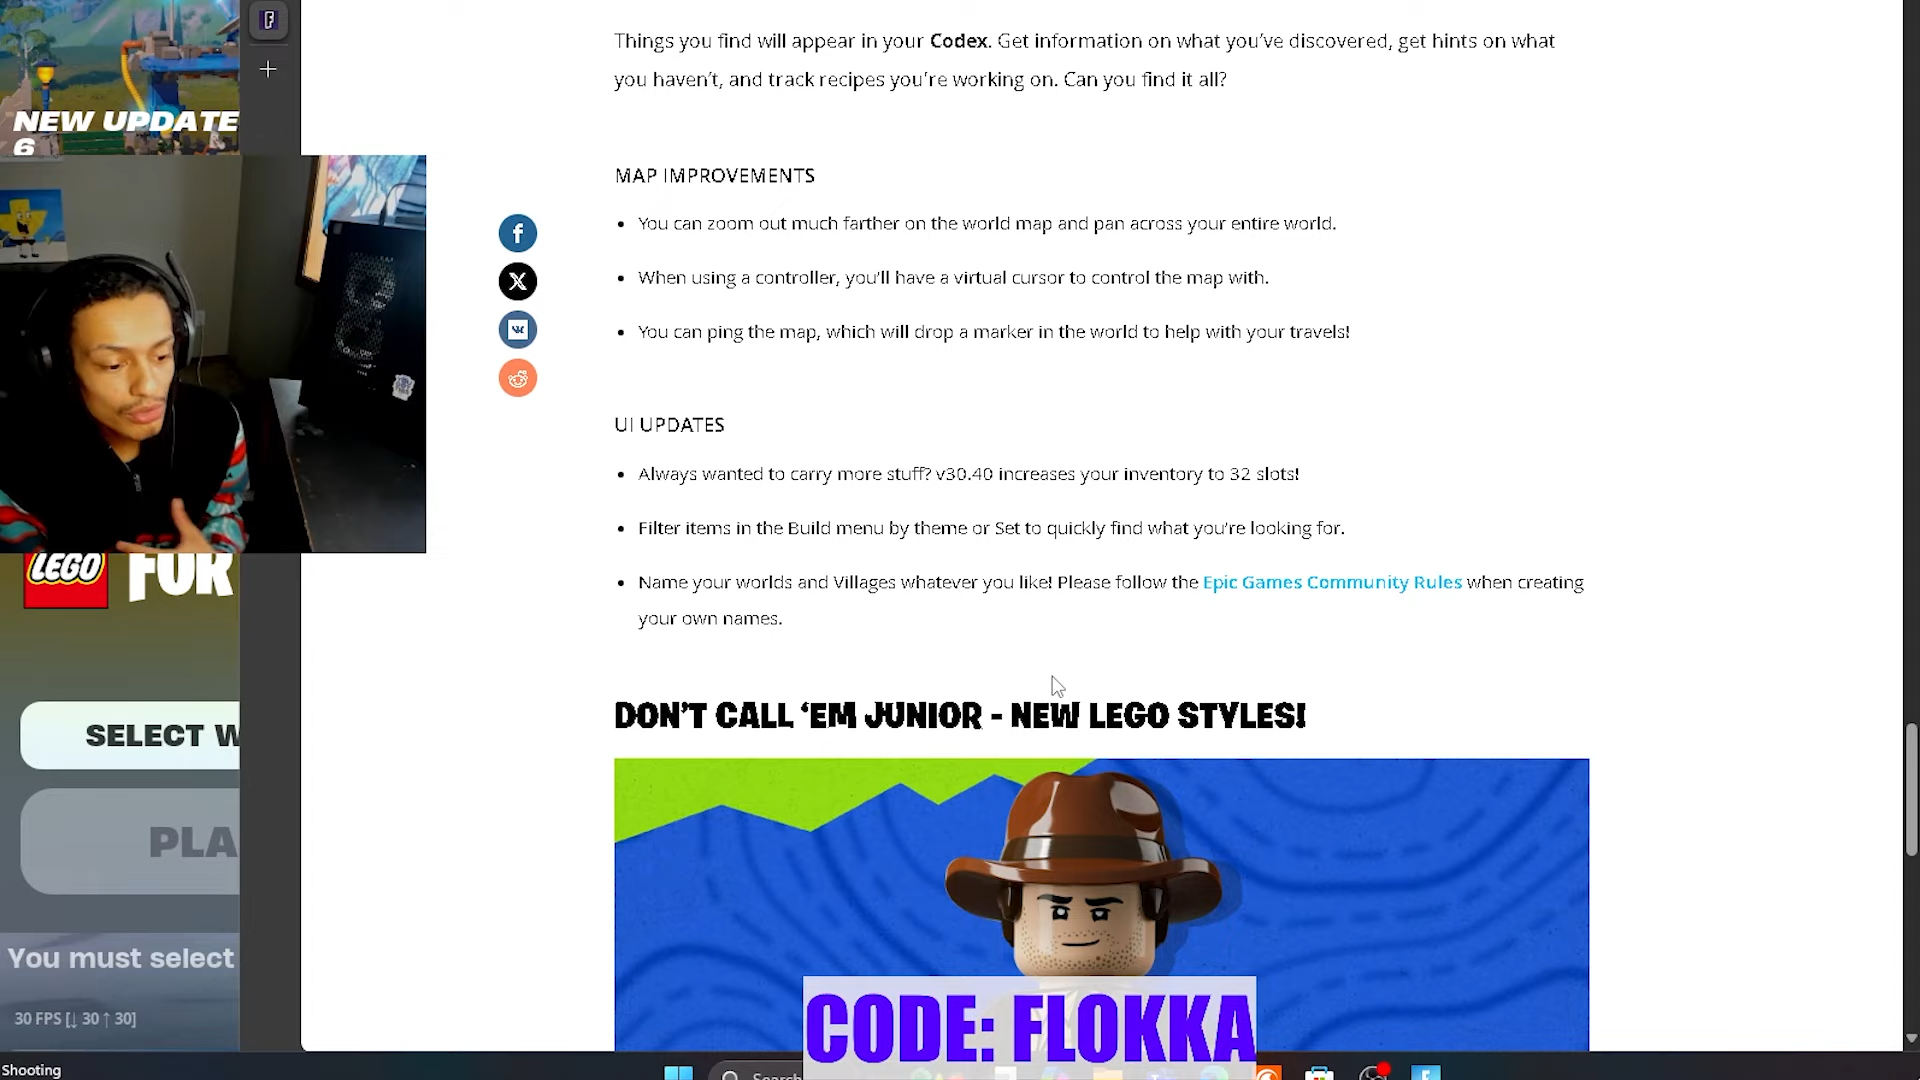 Things you find will appear in your Codex. Get information on what you've discovered, get hints on what
you haven't, and track recipes you're working on. Can you find it all?
NEW UPDATE
6
MAP IMPROVEMENTS
• You can zoom out much farther on the world map and pan across your entire world.
• When using a controller, you'll have a virtual cursor to control the map with.
• You can ping the map, which will drop a marker in the world to help with your travels!
UI UPDATES
• Always wanted to carry more stuff? v30.40 increases your inventory to 32 slots!
• Filter items in the Build menu by theme or Set to quickly find what you're looking for.
• Name your worlds and Villages whatever you like! Please follow the Epic Games Community Rules when creating
your own names.
LEGO FOR
SELECT W
DON'T CALL ‘EM JUNIOR - NEW LEGO STYLES!
PLA
You must select
30 FPS [↓ 30 ↑ 30]
CODE: FLOKKA
Shooting
Search